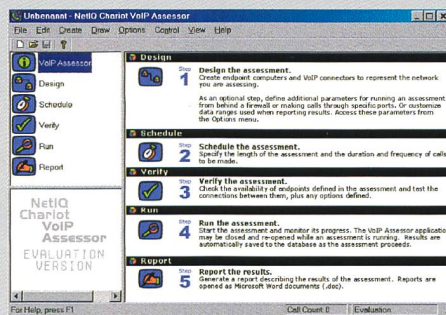 Unbenannt - NetIQ Chariot VoIP Assessor
File Edit Create Draw Options Control View Help
VoIP Assessor
Design
Schedule
Verify
Run
Report
NetIQ
Chariot
VoIP
Assessor
EVALUATION
VERSION
Design
Step 1
Design the assessment.
Create endpoint computers and VoIP connectors to represent the network
you are assessing.
As an optional step, define additional parameters for running an assessment
from behind a firewall or making calls through specific ports. Or customize
data ranges used when reporting results. Access these parameters from
the Options menu.
Schedule
Step 2
Schedule the assessment.
Specify the length of the assessment and the duration and frequency of calls
to be made.
Verify
Step 3
Verify the assessment.
Check the availability of endpoints defined in the assessment and test the
connections between them, plus any options defined.
Run
Step 4
Run the assessment.
Start the assessment and monitor its progress. The VoIP Assessor applicatio
may be closed and re-opened while an assessment is running. Results are
automatically saved to the database as the assessment proceeds.
Report
Step 5
Report the results.
Generate a report describing the results of the assessment. Reports are
opened as Microsoft Word documents (.doc).
For Help, press F1
Call Count 0
Evaluation